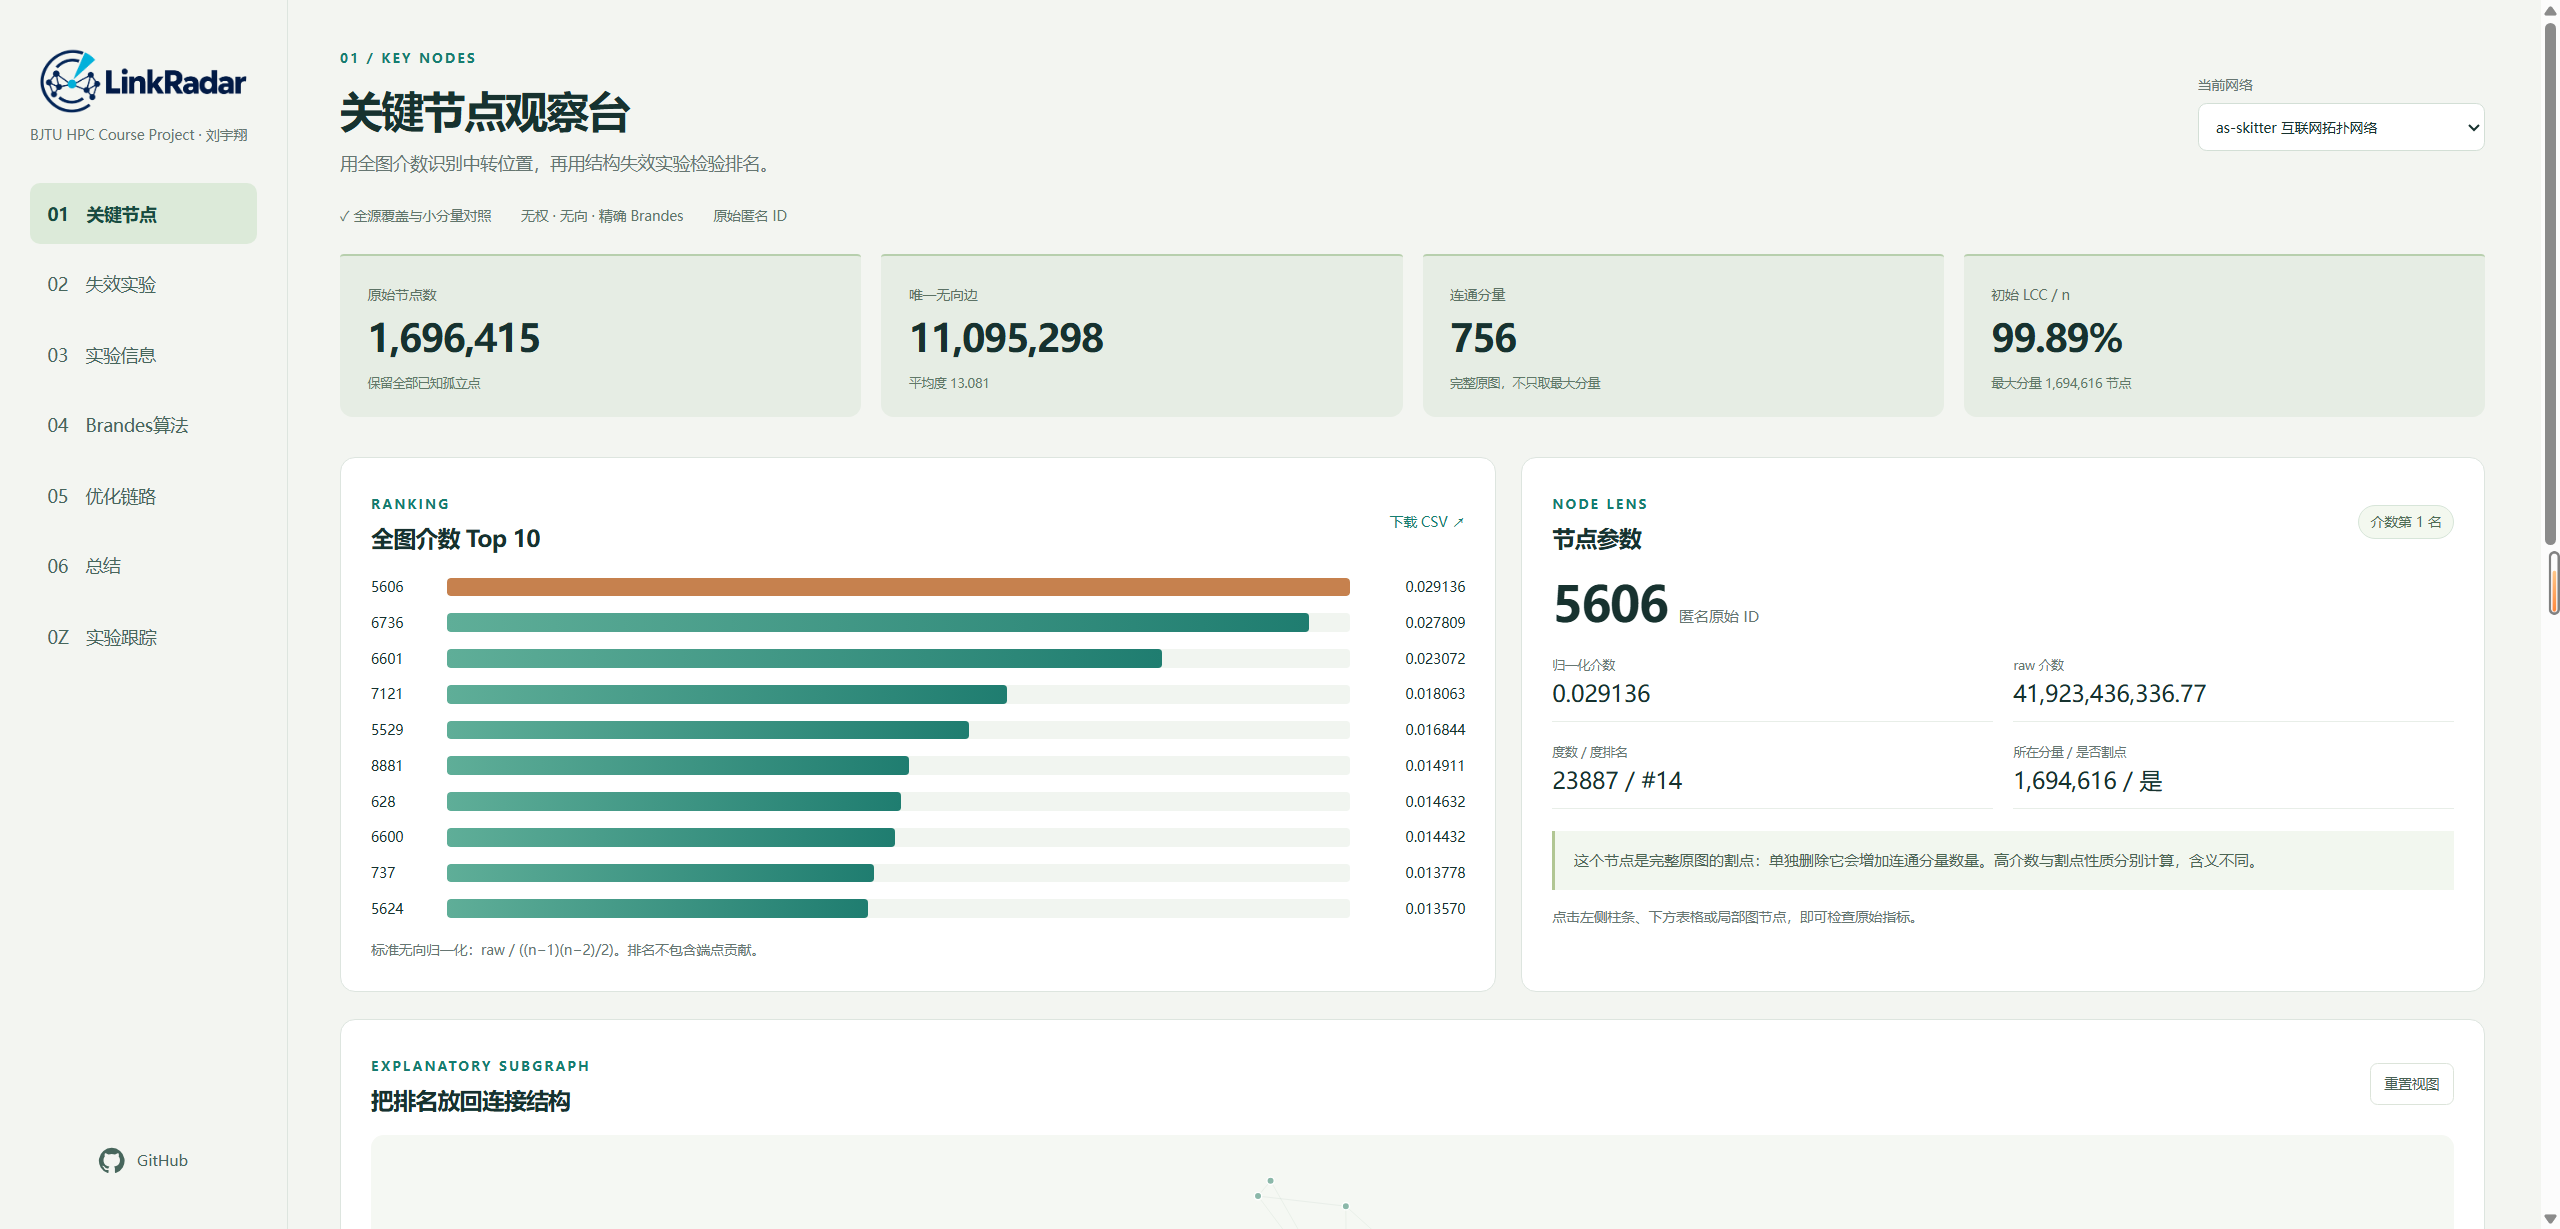 LinkRadar
BJTU HPC Course Project · 刘宇翔
01 关键节点
02 失效实验
03 实验信息
04 Brandes算法
05 优化链路
06 总结
0Z 实验跟踪
GitHub
01 / KEY NODES
关键节点观察台
用全图介数识别中转位置，再用结构失效实验检验排名。
当前网络
as-skitter 互联网拓扑网络
✓ 全源覆盖与小分量对照 无权 · 无向 · 精确 Brandes 原始匿名 ID
原始节点数
1,696,415
保留全部已知孤立点
唯一无向边
11,095,298
平均度 13.081
连通分量
756
完整原图，不只取最大分量
初始 LCC / n
99.89%
最大分量 1,694,616 节点
RANKING
全图介数 Top 10
下载 CSV ↗
5606 0.029136
6736 0.027809
6601 0.023072
7121 0.018063
5529 0.016844
8881 0.014911
628 0.014632
6600 0.014432
737 0.013778
5624 0.013570
标准无向归一化：raw / ((n−1)(n−2)/2)。排名不包含端点贡献。
NODE LENS
节点参数
介数第 1 名
5606 匿名原始 ID
归一化介数
0.029136
raw 介数
41,923,436,336.77
度数 / 度排名
23887 / #14
所在分量 / 是否割点
1,694,616 / 是
这个节点是完整原图的割点：单独删除它会增加连通分量数量。高介数与割点性质分别计算，含义不同。
点击左侧柱条、下方表格或局部图节点，即可检查原始指标。
EXPLANATORY SUBGRAPH
把排名放回连接结构
重置视图